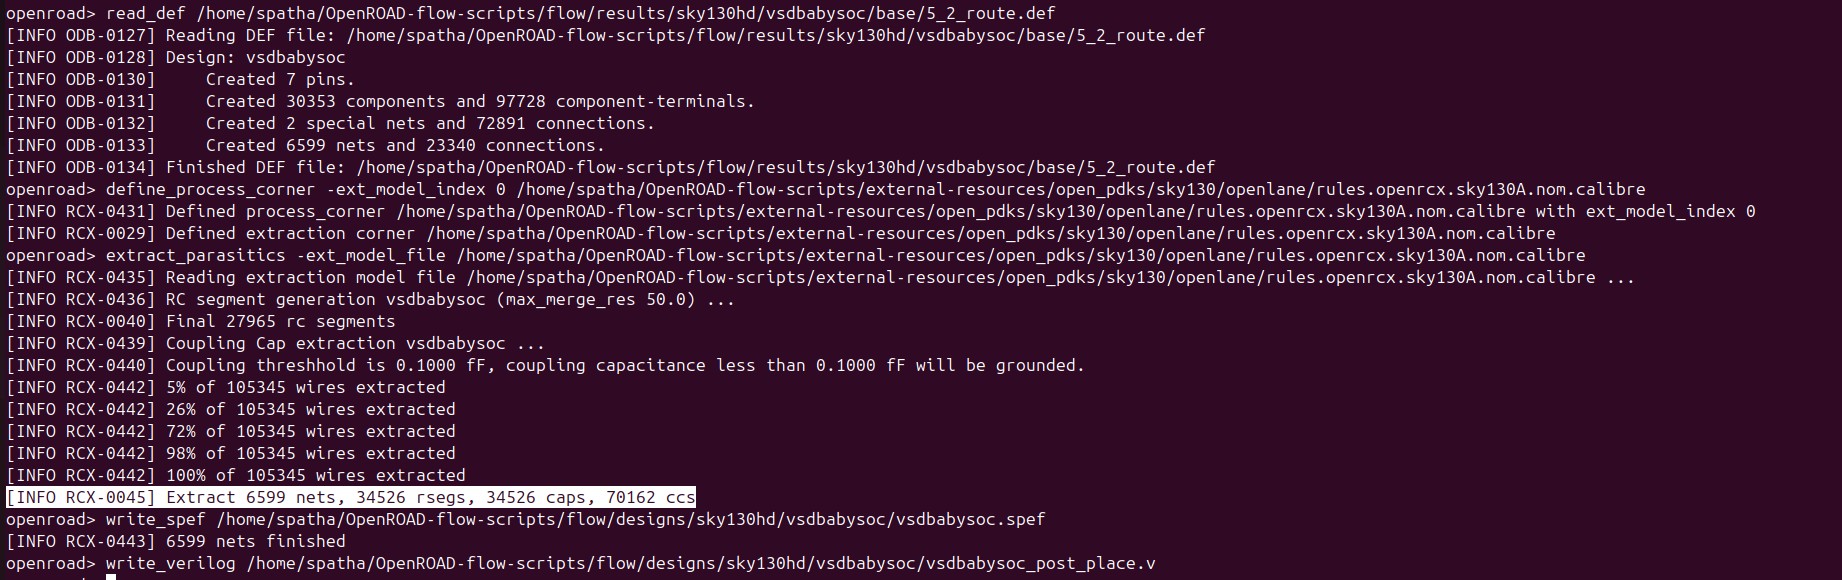 openroad> read_def /home/spatha/OpenROAD-flow-scripts/flow/results/sky130hd/vsdbabysoc/base/5_2_route.def
[INFO ODB-0127] Reading DEF file: /home/spatha/OpenROAD-flow-scripts/flow/results/sky130hd/vsdbabysoc/base/5_2_route.def
[INFO ODB-0128] Design: vsdbabysoc
[INFO ODB-0130]     Created 7 pins.
[INFO ODB-0131]     Created 30353 components and 97728 component-terminals.
[INFO ODB-0132]     Created 2 special nets and 72891 connections.
[INFO ODB-0133]     Created 6599 nets and 23340 connections.
[INFO ODB-0134] Finished DEF file: /home/spatha/OpenROAD-flow-scripts/flow/results/sky130hd/vsdbabysoc/base/5_2_route.def
openroad> define_process_corner -ext_model_index 0 /home/spatha/OpenROAD-flow-scripts/external-resources/open_pdks/sky130/openlane/rules.openrcx.sky130A.nom.calibre
[INFO RCX-0431] Defined process_corner /home/spatha/OpenROAD-flow-scripts/external-resources/open_pdks/sky130/openlane/rules.openrcx.sky130A.nom.calibre with ext_model_index 0
[INFO RCX-0029] Defined extraction corner /home/spatha/OpenROAD-flow-scripts/external-resources/open_pdks/sky130/openlane/rules.openrcx.sky130A.nom.calibre
openroad> extract_parasitics -ext_model_file /home/spatha/OpenROAD-flow-scripts/external-resources/open_pdks/sky130/openlane/rules.openrcx.sky130A.nom.calibre
[INFO RCX-0435] Reading extraction model file /home/spatha/OpenROAD-flow-scripts/external-resources/open_pdks/sky130/openlane/rules.openrcx.sky130A.nom.calibre ...
[INFO RCX-0436] RC segment generation vsdbabysoc (max_merge_res 50.0) ...
[INFO RCX-0040] Final 27965 rc segments
[INFO RCX-0439] Coupling Cap extraction vsdbabysoc ...
[INFO RCX-0440] Coupling threshhold is 0.1000 fF, coupling capacitance less than 0.1000 fF will be grounded.
[INFO RCX-0442] 5% of 105345 wires extracted
[INFO RCX-0442] 26% of 105345 wires extracted
[INFO RCX-0442] 72% of 105345 wires extracted
[INFO RCX-0442] 98% of 105345 wires extracted
[INFO RCX-0442] 100% of 105345 wires extracted
[INFO RCX-0045] Extract 6599 nets, 34526 rsegs, 34526 caps, 70162 ccs
openroad> write_spef /home/spatha/OpenROAD-flow-scripts/flow/designs/sky130hd/vsdbabysoc/vsdbabysoc.spef
[INFO RCX-0443] 6599 nets finished
openroad> write_verilog /home/spatha/OpenROAD-flow-scripts/flow/designs/sky130hd/vsdbabysoc/vsdbabysoc_post_place.v